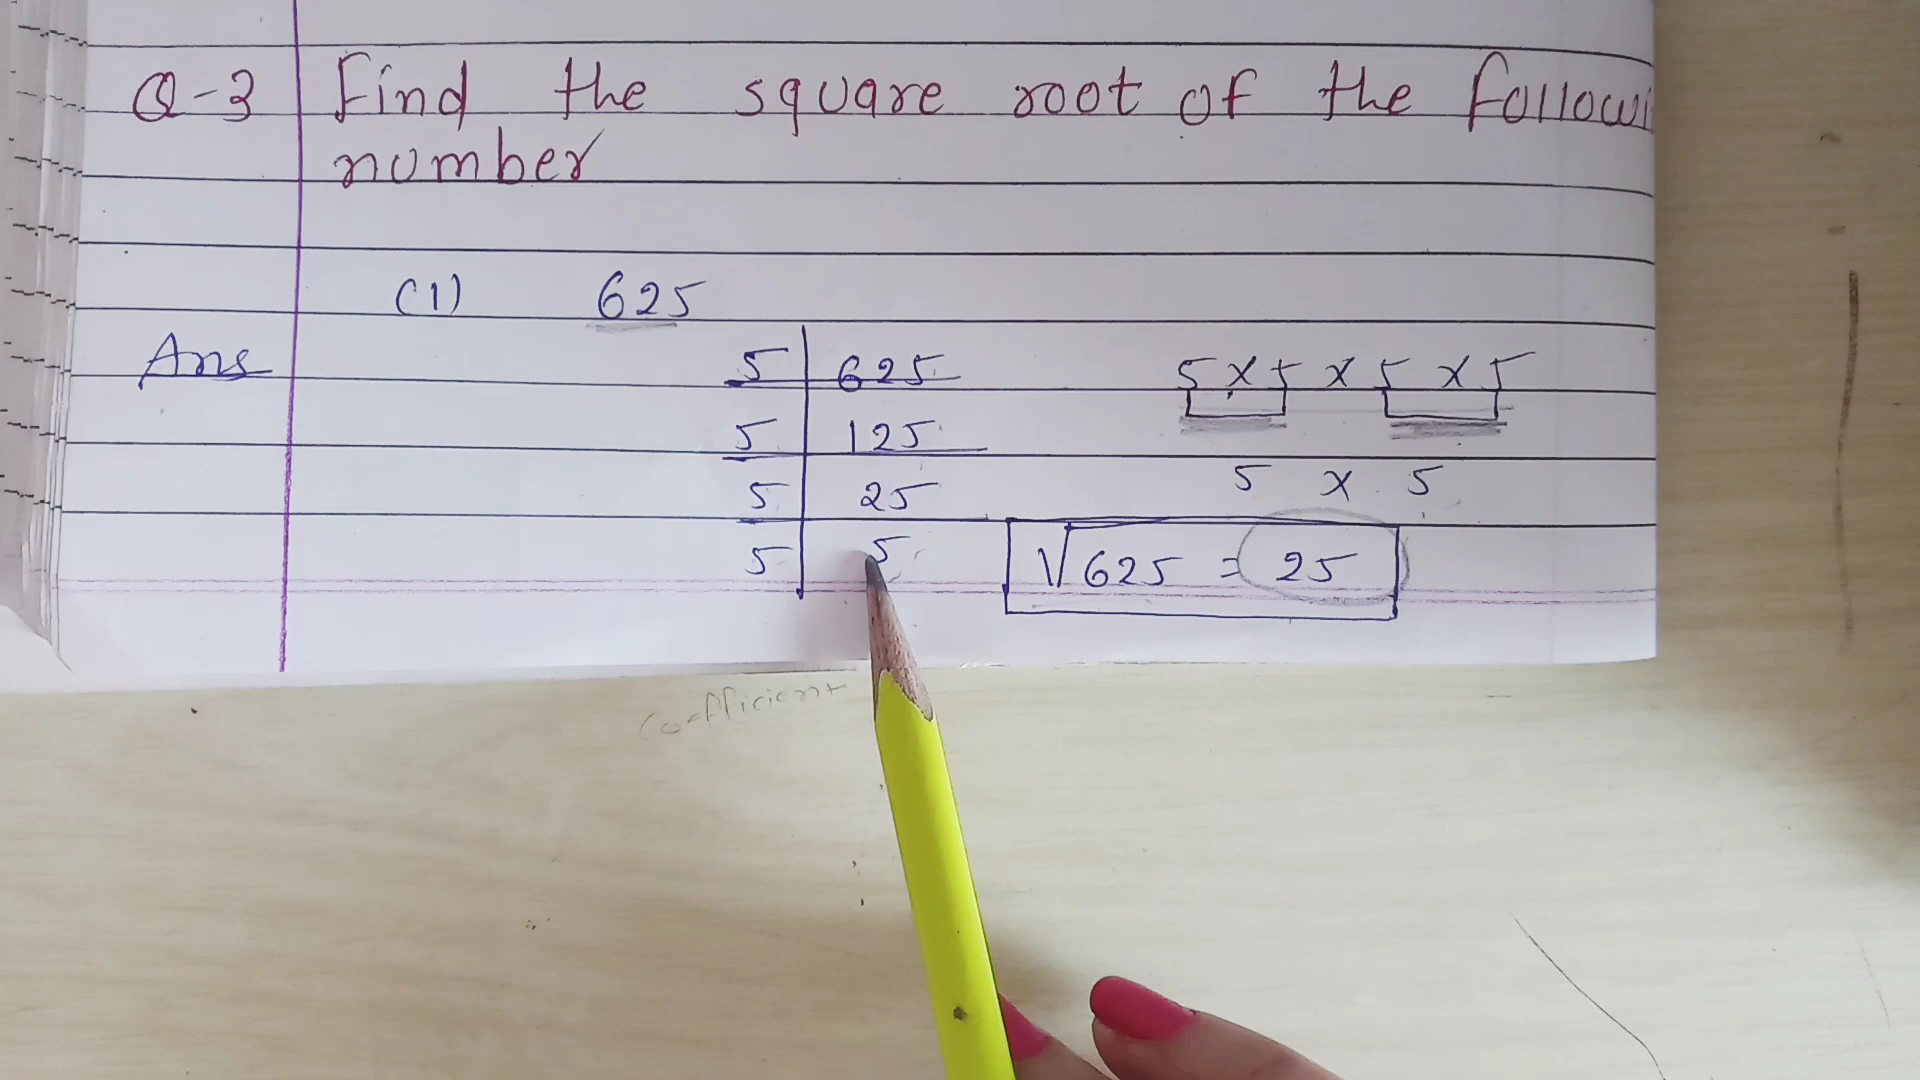 Q-3 Find the square root of the followi
number
(1) 625
Ans
5 | 625
5 | 125
5 | 25
5 | 5
5 x 5 x 5 x 5
5 x 5
√625 = 25
Coefficient